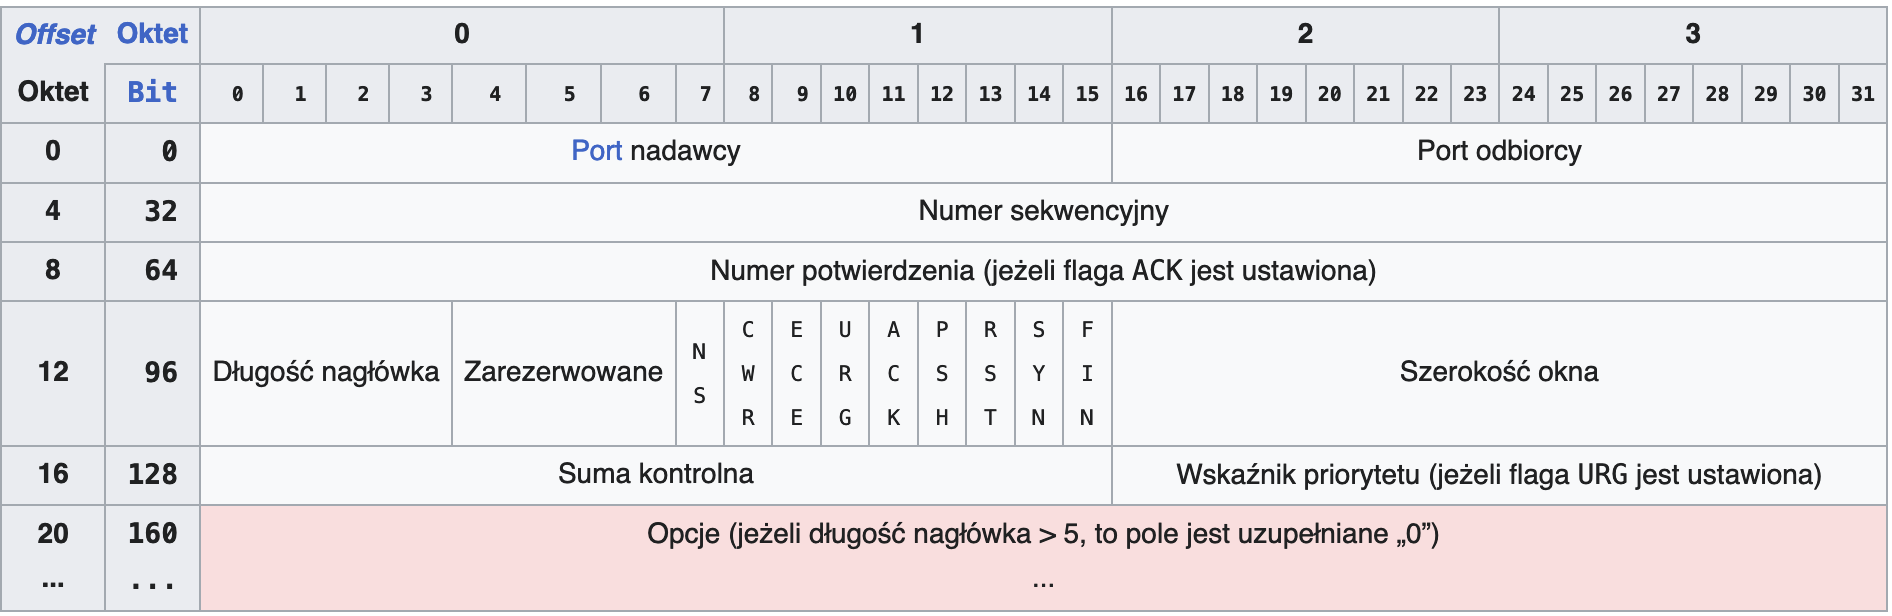 Offset Oktet 0 1 2 3
Oktet Bit 0 1 2 3 4 5 6 7 8 9 10 11 12 13 14 15 16 17 18 19 20 21 22 23 24 25 26 27 28 29 30 31
0 0 Port nadawcy Port odbiorcy
4 32 Numer sekwencyjny
8 64 Numer potwierdzenia (jeżeli flaga ACK jest ustawiona)
12 96 Długość nagłówka Zarezerwowane NS CWR ECE URG ACK PSH RST SYN FIN Szerokość okna
16 128 Suma kontrolna Wskaźnik priorytetu (jeżeli flaga URG jest ustawiona)
20 160 Opcje (jeżeli długość nagłówka > 5, to pole jest uzupełniane „0”)
... ... ...